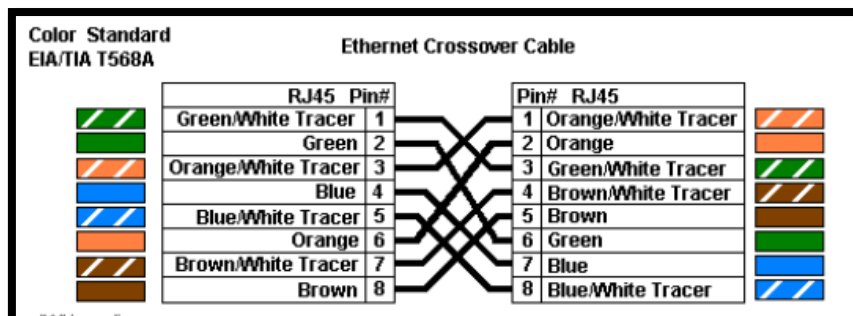 Color Standard
EIA/TIA T568A
Ethernet Crossover Cable
RJ45 Pin# Pin# RJ45
Green/White Tracer 1 1 Orange/White Tracer
Green 2 2 Orange
Orange/White Tracer 3 3 Green/White Tracer
Blue 4 4 Brown/White Tracer
Blue/White Tracer 5 5 Brown
Orange 6 6 Green
Brown/White Tracer 7 7 Blue
Brown 8 8 Blue/White Tracer